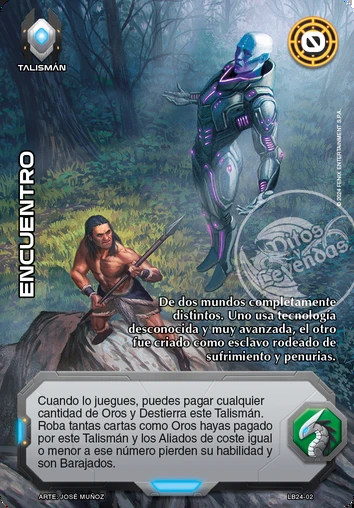 TALISMÁN
0
ENCUENTRO
© 2024 FENIX ENTERTAINMENT S.P.A.
Mitos y
Leyendas
De dos mundos completamente
distintos. Uno usa tecnología
desconocida y muy avanzada, el otro
fue criado como esclavo rodeado de
sufrimiento y penurias.
Cuando lo juegues, puedes pagar cualquier
cantidad de Oros y Destierra este Talismán.
Roba tantas cartas como Oros hayas pagado
por este Talismán y los Aliados de coste igual
o menor a ese número pierden su habilidad y
son Barajados.
ARTE: JOSÉ MUÑOZ
LB24-02